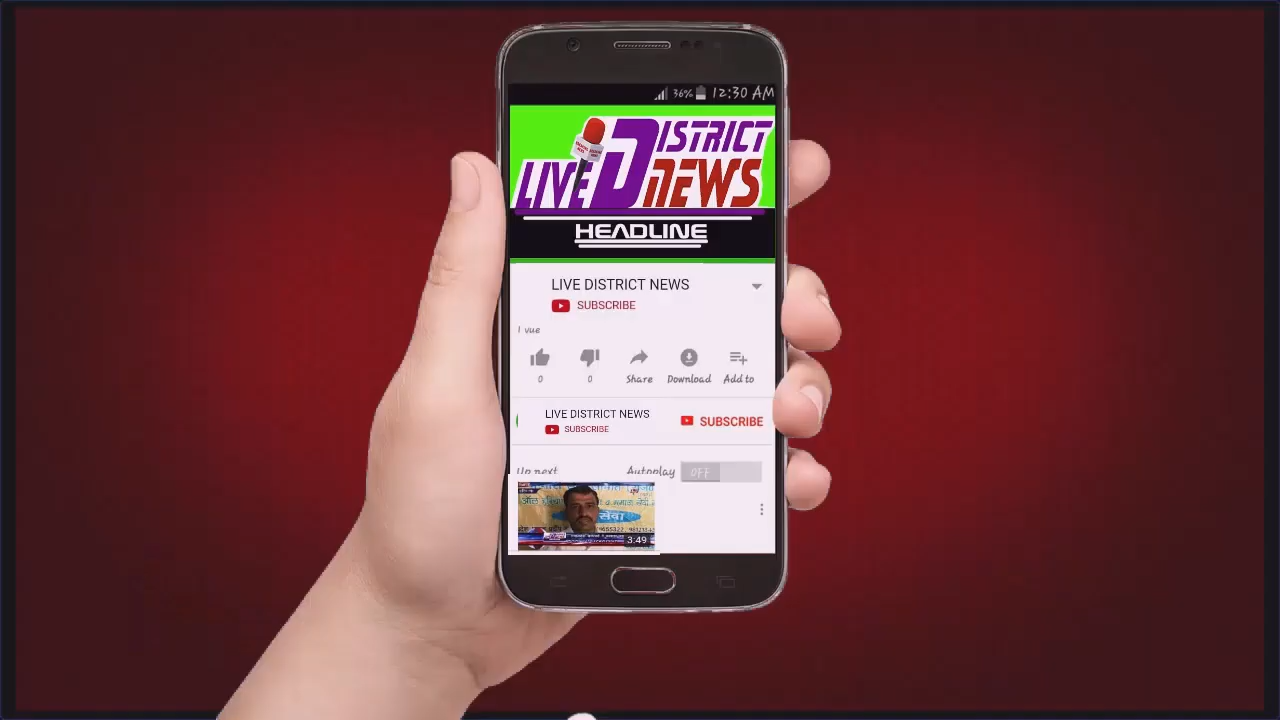 36% 12:30 AM
LIVE DISTRICT NEWS
HEADLINE
LIVE DISTRICT NEWS
SUBSCRIBE
1 vue
0 0 Share Download Add to
LIVE DISTRICT NEWS
SUBSCRIBE
SUBSCRIBE
Up next Autoplay OFF
सेवा
3:49